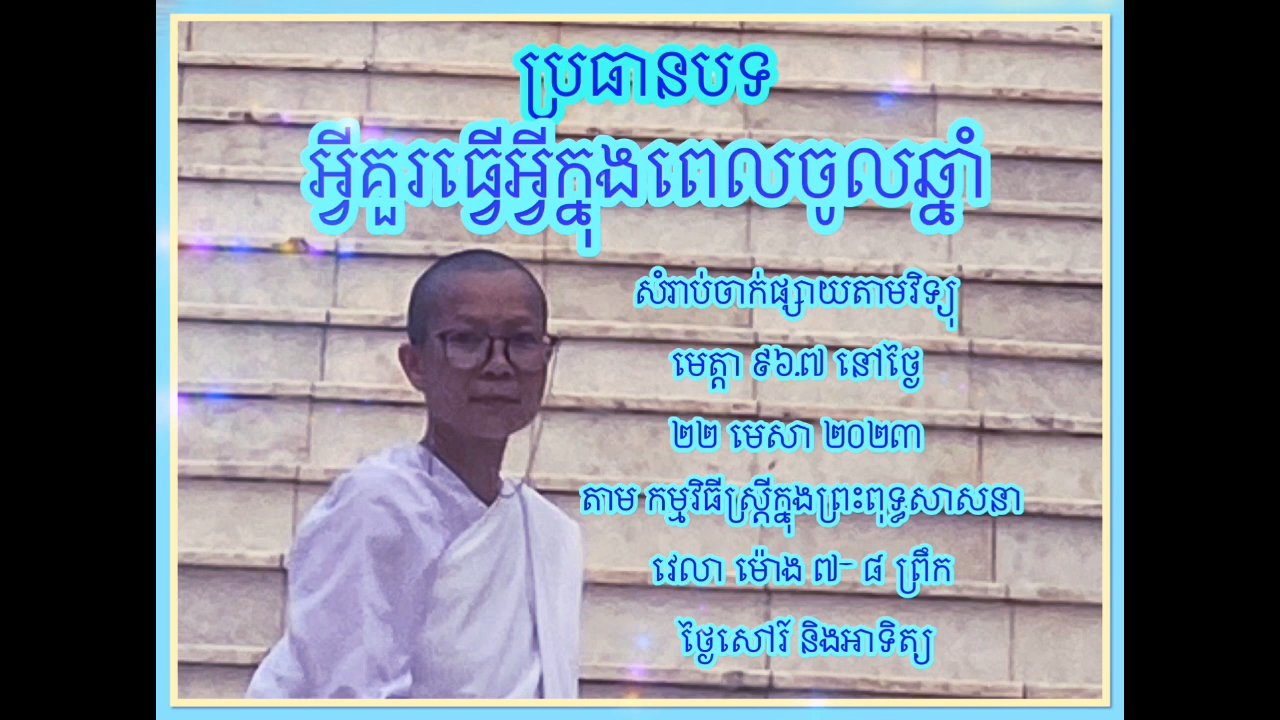 ប្រធានបទ
អ្វីគួរធ្វើអ្វីក្នុងពេលចូលឆ្នាំ
សំរាប់ចាក់ផ្សាយតាមវិទ្យុ
មេត្តា ៩៦.៧ នៅថ្ងៃ
២២ មេសា ២០២៣
តាម កម្មវិធីស្ត្រីក្នុងព្រះពុទ្ធសាសនា
វេលា ម៉ោង ៧- ៨ ព្រឹក
ថ្ងៃសៅរ៍ និងអាទិត្យ